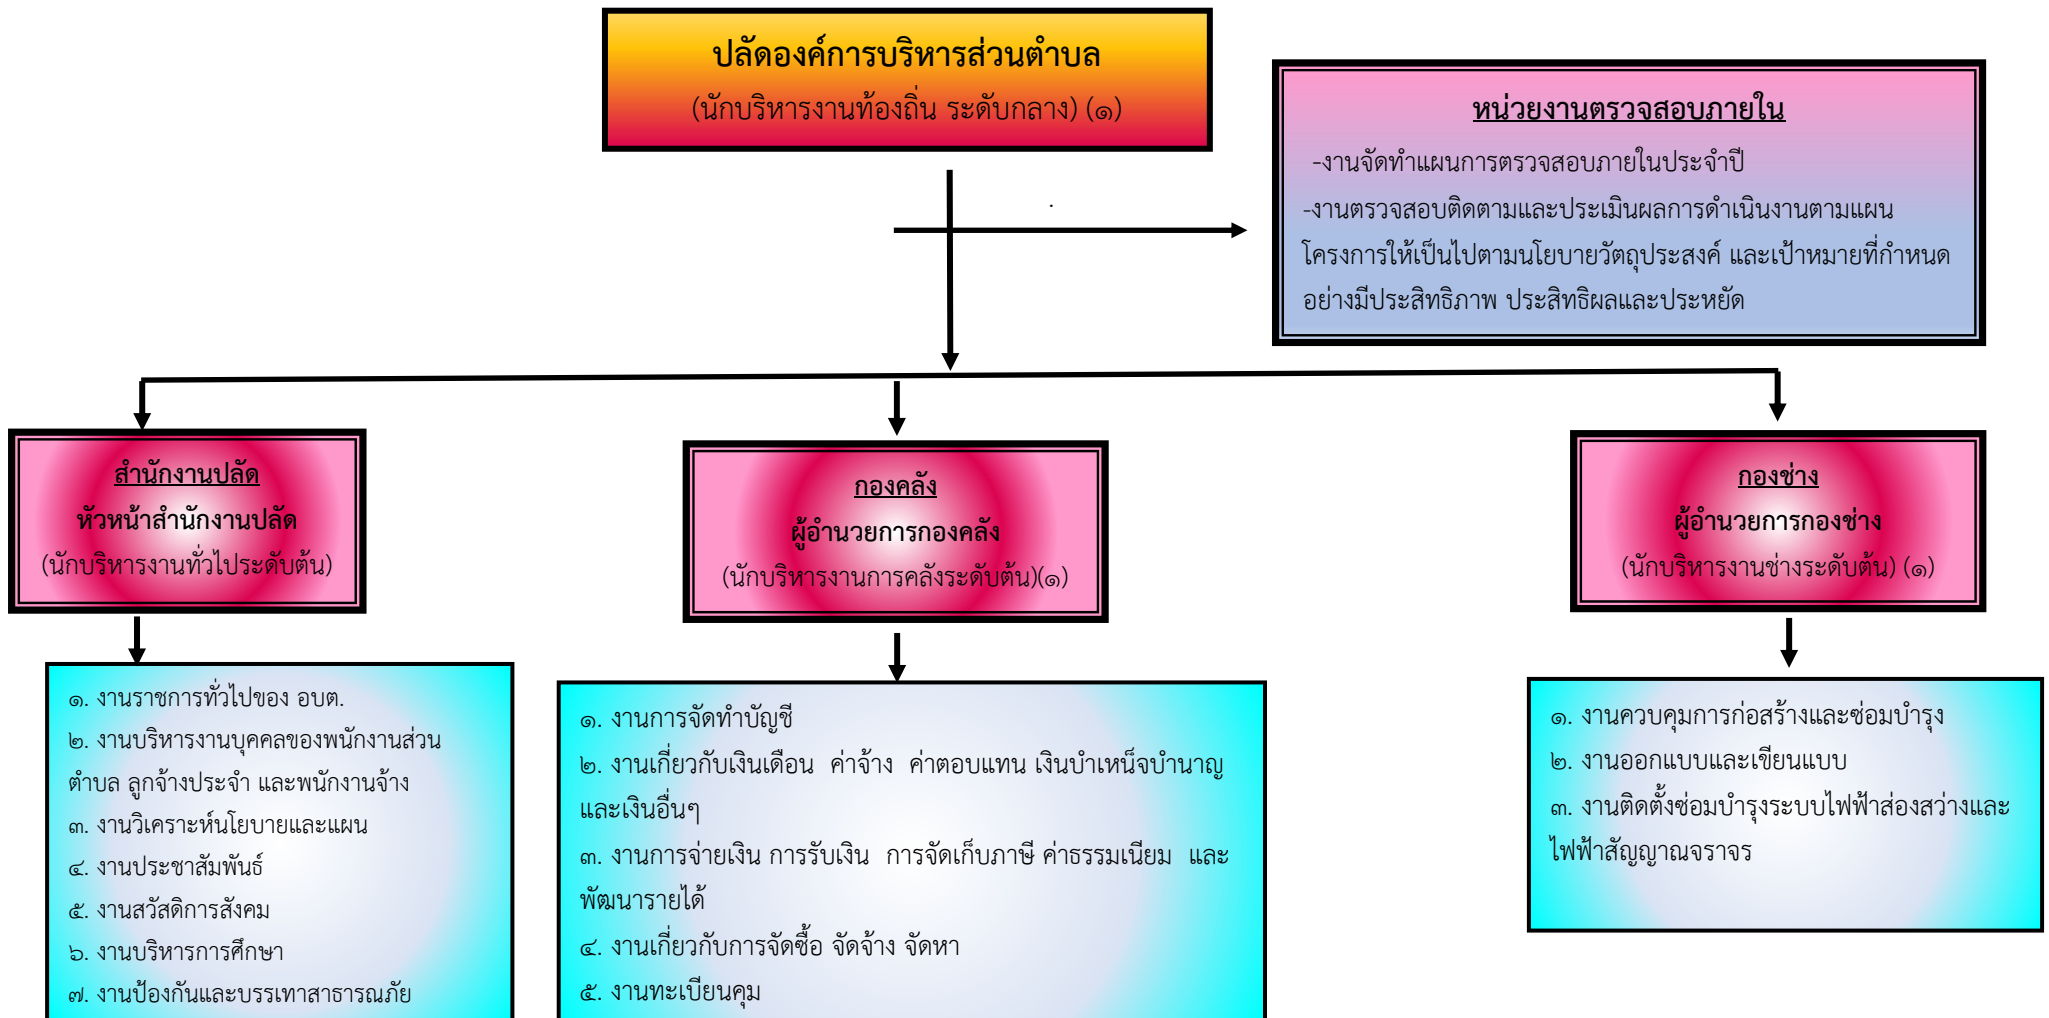 ปลัดองค์การบริหารส่วนตำบล
(นักบริหารงานท้องถิ่น ระดับกลาง) (๑)
หน่วยงานตรวจสอบภายใน
-งานจัดทำแผนการตรวจสอบภายในประจำปี
-งานตรวจสอบติดตามและประเมินผลการดำเนินงานตามแผน
โครงการให้เป็นไปตามนโยบายวัตถุประสงค์ และเป้าหมายที่กำหนด
อย่างมีประสิทธิภาพ ประสิทธิผลและประหยัด
.
สำนักงานปลัด
หัวหน้าสำนักงานปลัด
(นักบริหารงานทั่วไประดับต้น)
กองคลัง
ผู้อำนวยการกองคลัง
(นักบริหารงานการคลังระดับต้น)(๑)
กองช่าง
ผู้อำนวยการกองช่าง
(นักบริหารงานช่างระดับต้น) (๑)
๑. งานราชการทั่วไปของ อบต.
๒. งานบริหารงานบุคคลของพนักงานส่วน
ตำบล ลูกจ้างประจำ และพนักงานจ้าง
๓. งานวิเคราะห์นโยบายและแผน
๔. งานประชาสัมพันธ์
๕. งานสวัสดิการสังคม
๖. งานบริหารการศึกษา
๗. งานป้องกันและบรรเทาสาธารณภัย
๑. งานการจัดทำบัญชี
๒. งานเกี่ยวกับเงินเดือน  ค่าจ้าง  ค่าตอบแทน เงินบำเหน็จบำนาญ
และเงินอื่นๆ
๓. งานการจ่ายเงิน การรับเงิน  การจัดเก็บภาษี ค่าธรรมเนียม  และ
พัฒนารายได้
๔. งานเกี่ยวกับการจัดซื้อ จัดจ้าง จัดหา
๕. งานทะเบียนคุม
๑. งานควบคุมการก่อสร้างและซ่อมบำรุง
๒. งานออกแบบและเขียนแบบ
๓. งานติดตั้งซ่อมบำรุงระบบไฟฟ้าส่องสว่างและ
ไฟฟ้าสัญญาณจราจร